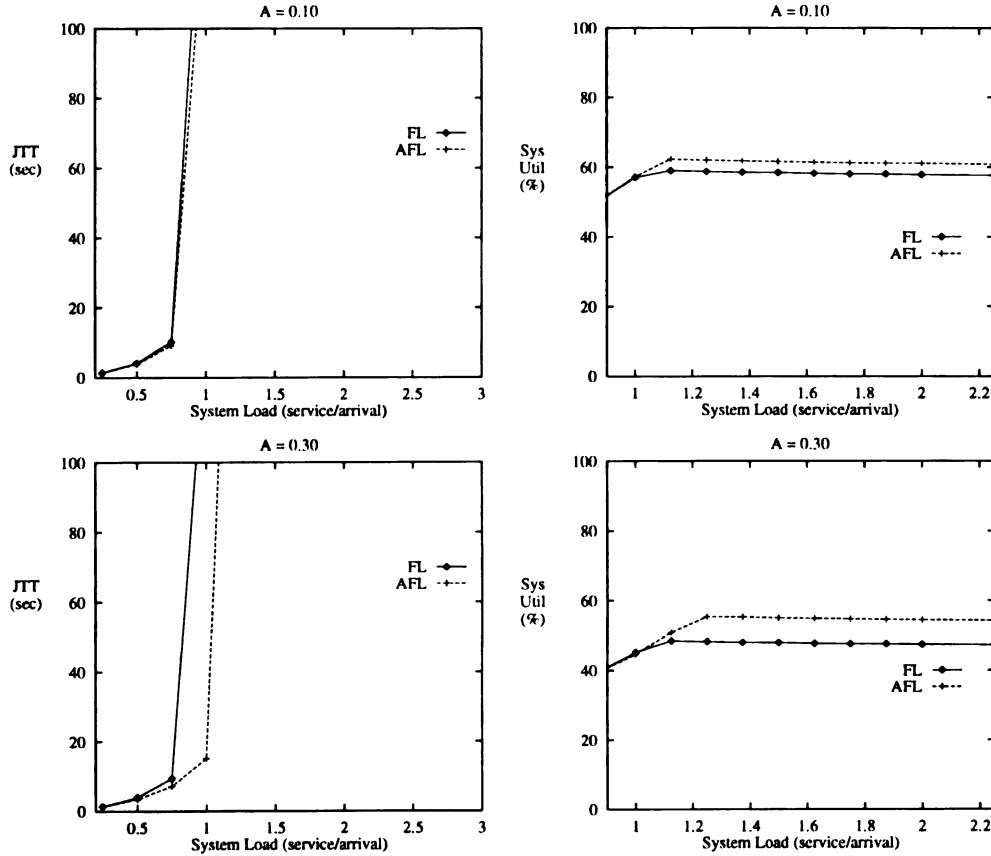 A = 0.10
100
80
60
40
20
0
JTT
(sec)
FL
AFL
0.5 1 1.5 2 2.5 3
System Load (service/arrival)
A = 0.10
100
80
60
40
20
0
Sys
Util
(%)
FL
AFL
1 1.2 1.4 1.6 1.8 2 2.2
System Load (service/arrival)
A = 0.30
100
80
60
40
20
0
JTT
(sec)
FL
AFL
0.5 1 1.5 2 2.5 3
System Load (service/arrival)
A = 0.30
100
80
60
40
20
0
Sys
Util
(%)
FL
AFL
1 1.2 1.4 1.6 1.8 2 2.2
System Load (service/arrival)